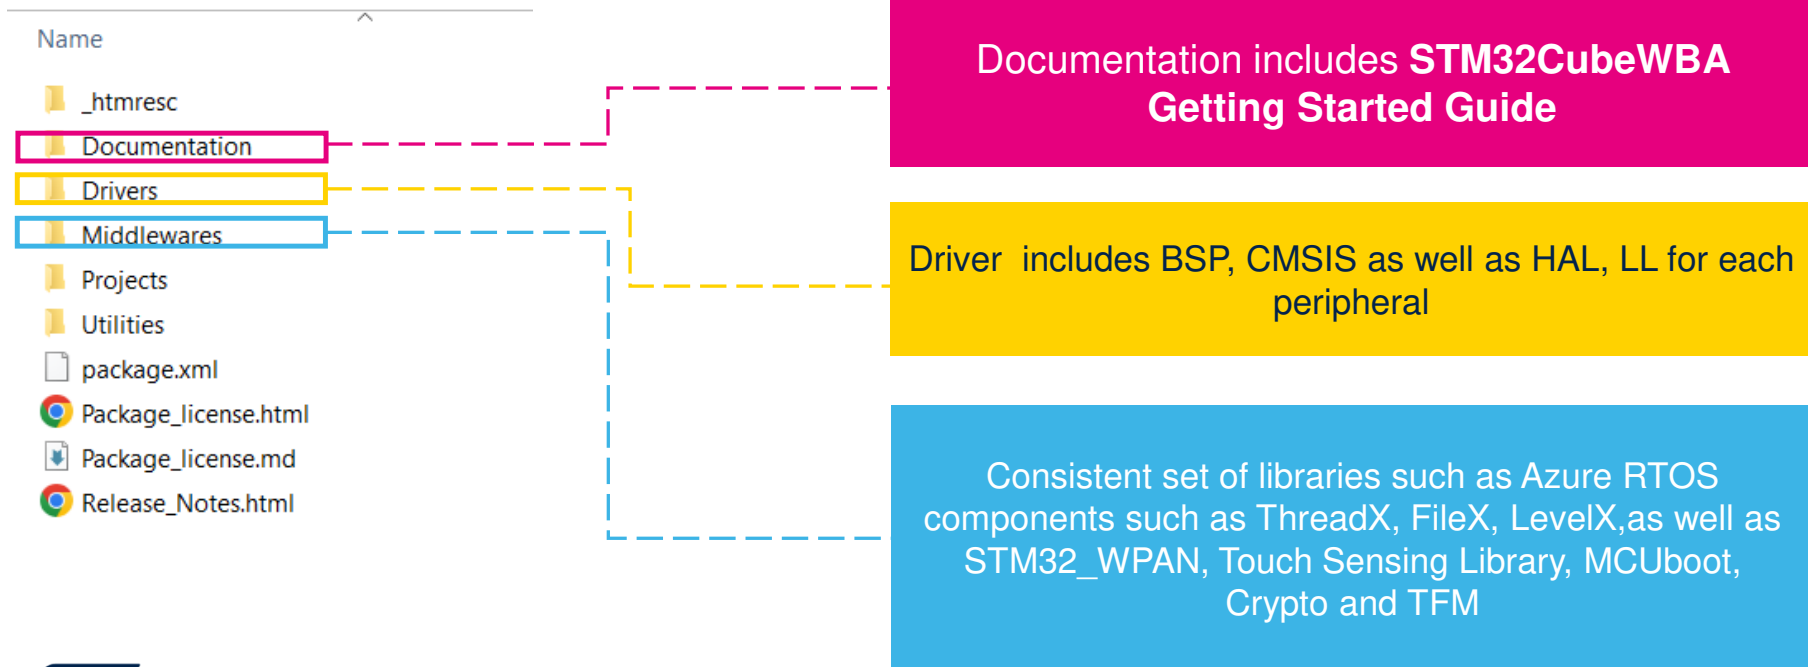 Name
_htmresc
Documentation
Drivers
Middlewares
Projects
Utilities
package.xml
Package_license.html
Package_license.md
Release_Notes.html
Documentation includes STM32CubeWBA
Getting Started Guide
Driver  includes BSP, CMSIS as well as HAL, LL for each
peripheral
Consistent set of libraries such as Azure RTOS
components such as ThreadX, FileX, LevelX,as well as
STM32_WPAN, Touch Sensing Library, MCUboot,
Crypto and TFM